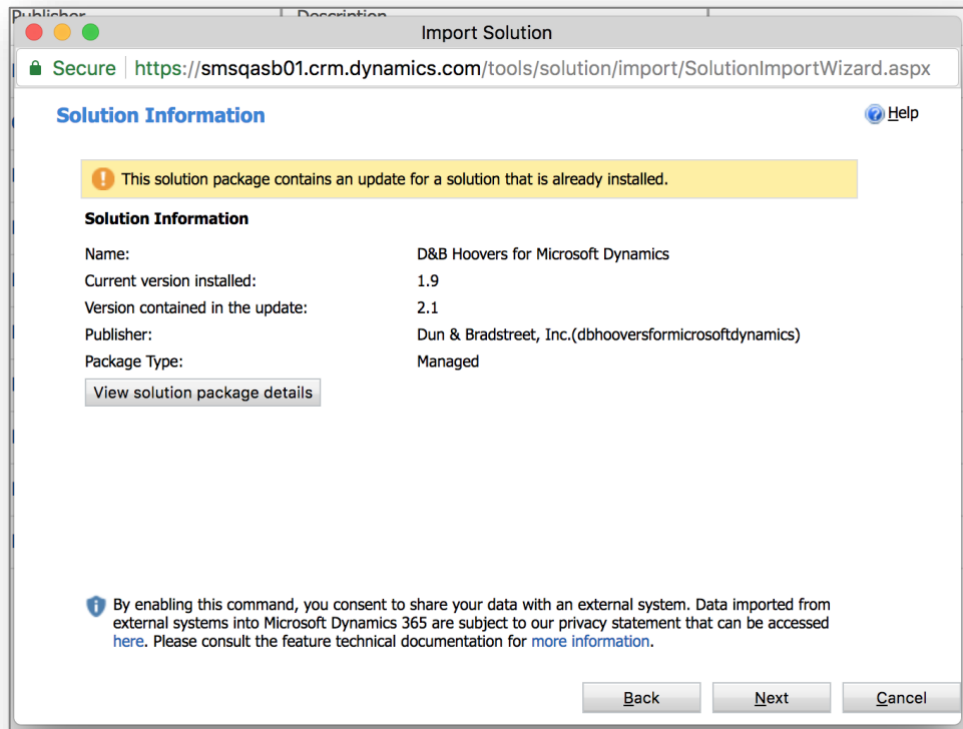 Publisher Description
Import Solution
Secure https://smsqasb01.crm.dynamics.com/tools/solution/import/SolutionImportWizard.aspx
Solution Information
Help
This solution package contains an update for a solution that is already installed.
Solution Information
Name: D&B Hoovers for Microsoft Dynamics
Current version installed: 1.9
Version contained in the update: 2.1
Publisher: Dun & Bradstreet, Inc.(dbhooversformicrosoftdynamics)
Package Type: Managed
View solution package details
By enabling this command, you consent to share your data with an external system. Data imported from
external systems into Microsoft Dynamics 365 are subject to our privacy statement that can be accessed
here. Please consult the feature technical documentation for more information.
Back Next Cancel